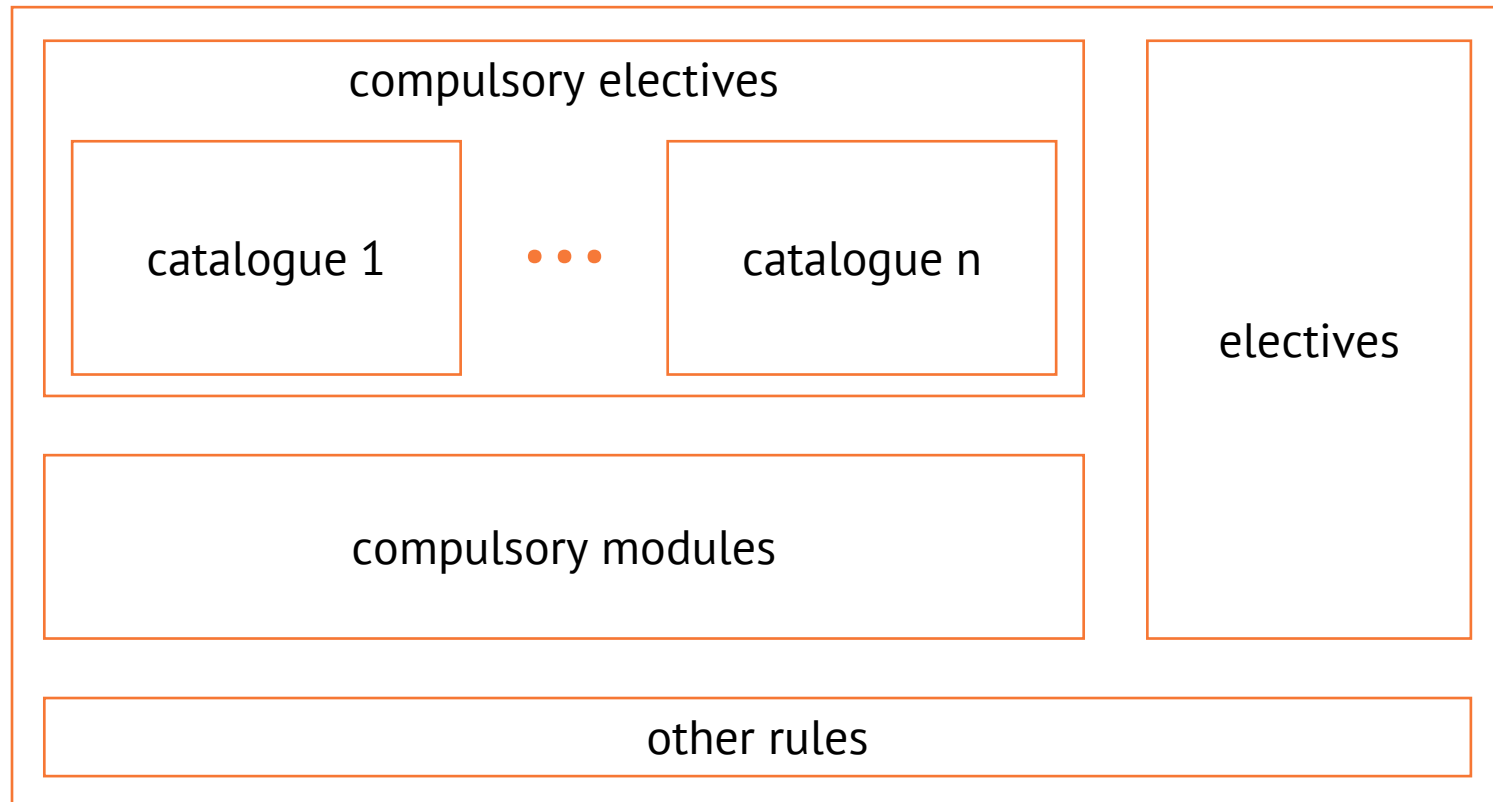 compulsory electives
catalogue 1
•••
catalogue n
electives
compulsory modules
other rules